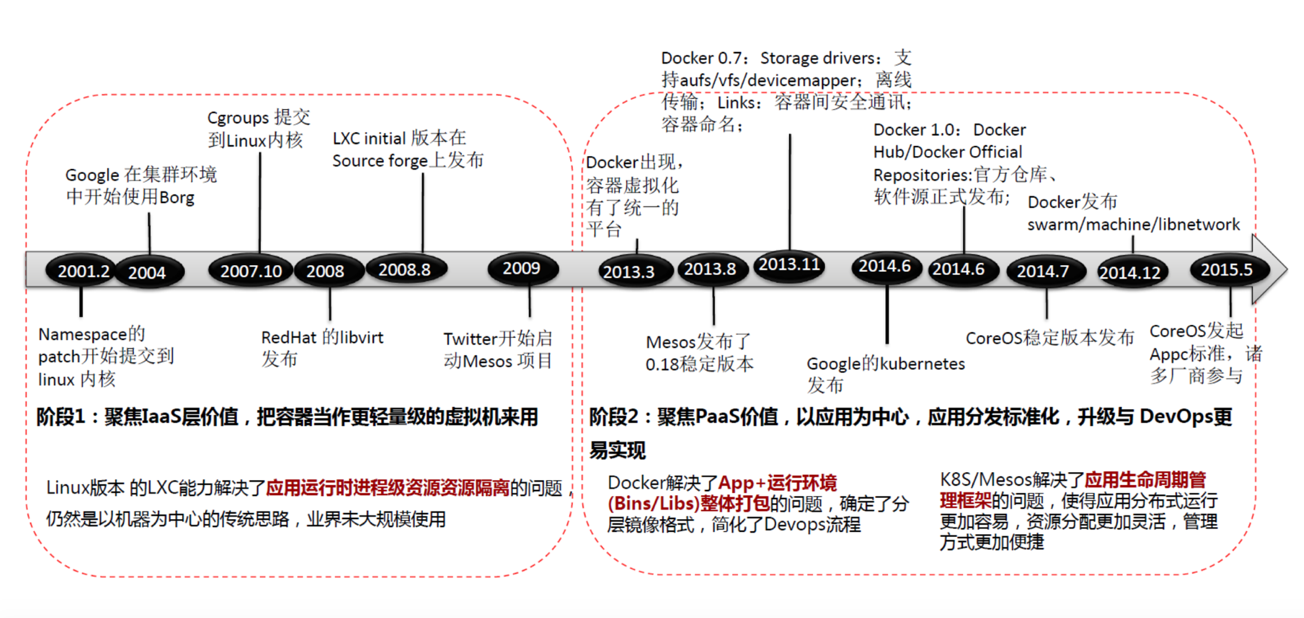 Docker 0.7：Storage drivers：支
持aufs/vfs/devicemapper；离线
传输；Links：容器间安全通讯；
容器命名；
Cgroups 提交
到Linux内核
LXC initial 版本在
Source forge上发布
Google 在集群环境
中开始使用Borg
Docker出现，
容器虚拟化
有了统一的
平台
Docker 1.0：Docker
Hub/Docker Official
Repositories:官方仓库、
软件源正式发布;
Docker发布
swarm/machine/libnetwork
2001.2
2004
2007.10
2008
2008.8
2009
2013.3
2013.8
2013.11
2014.6
2014.6
2014.7
2014.12
2015.5
Namespace的
patch开始提交到
linux 内核
RedHat 的libvirt
发布
Twitter开始启
动Mesos 项目
Mesos发布了
0.18稳定版本
Google的kubernetes
发布
CoreOS稳定版本发布
CoreOS发起
Appc标准，诸
多厂商参与
阶段1：聚焦IaaS层价值，把容器当作更轻量级的虚拟机来用
Linux版本 的LXC能力解决了应用运行时进程级资源资源隔离的问题，
仍然是以机器为中心的传统思路，业界未大规模使用
阶段2：聚焦PaaS价值，以应用为中心，应用分发标准化，升级与 DevOps更
易实现
Docker解决了App+运行环境
(Bins/Libs)整体打包的问题，确定了分
层镜像格式，简化了Devops流程
K8S/Mesos解决了应用生命周期管
理框架的问题，使得应用分布式运行
更加容易，资源分配更加灵活，管理
方式更加便捷